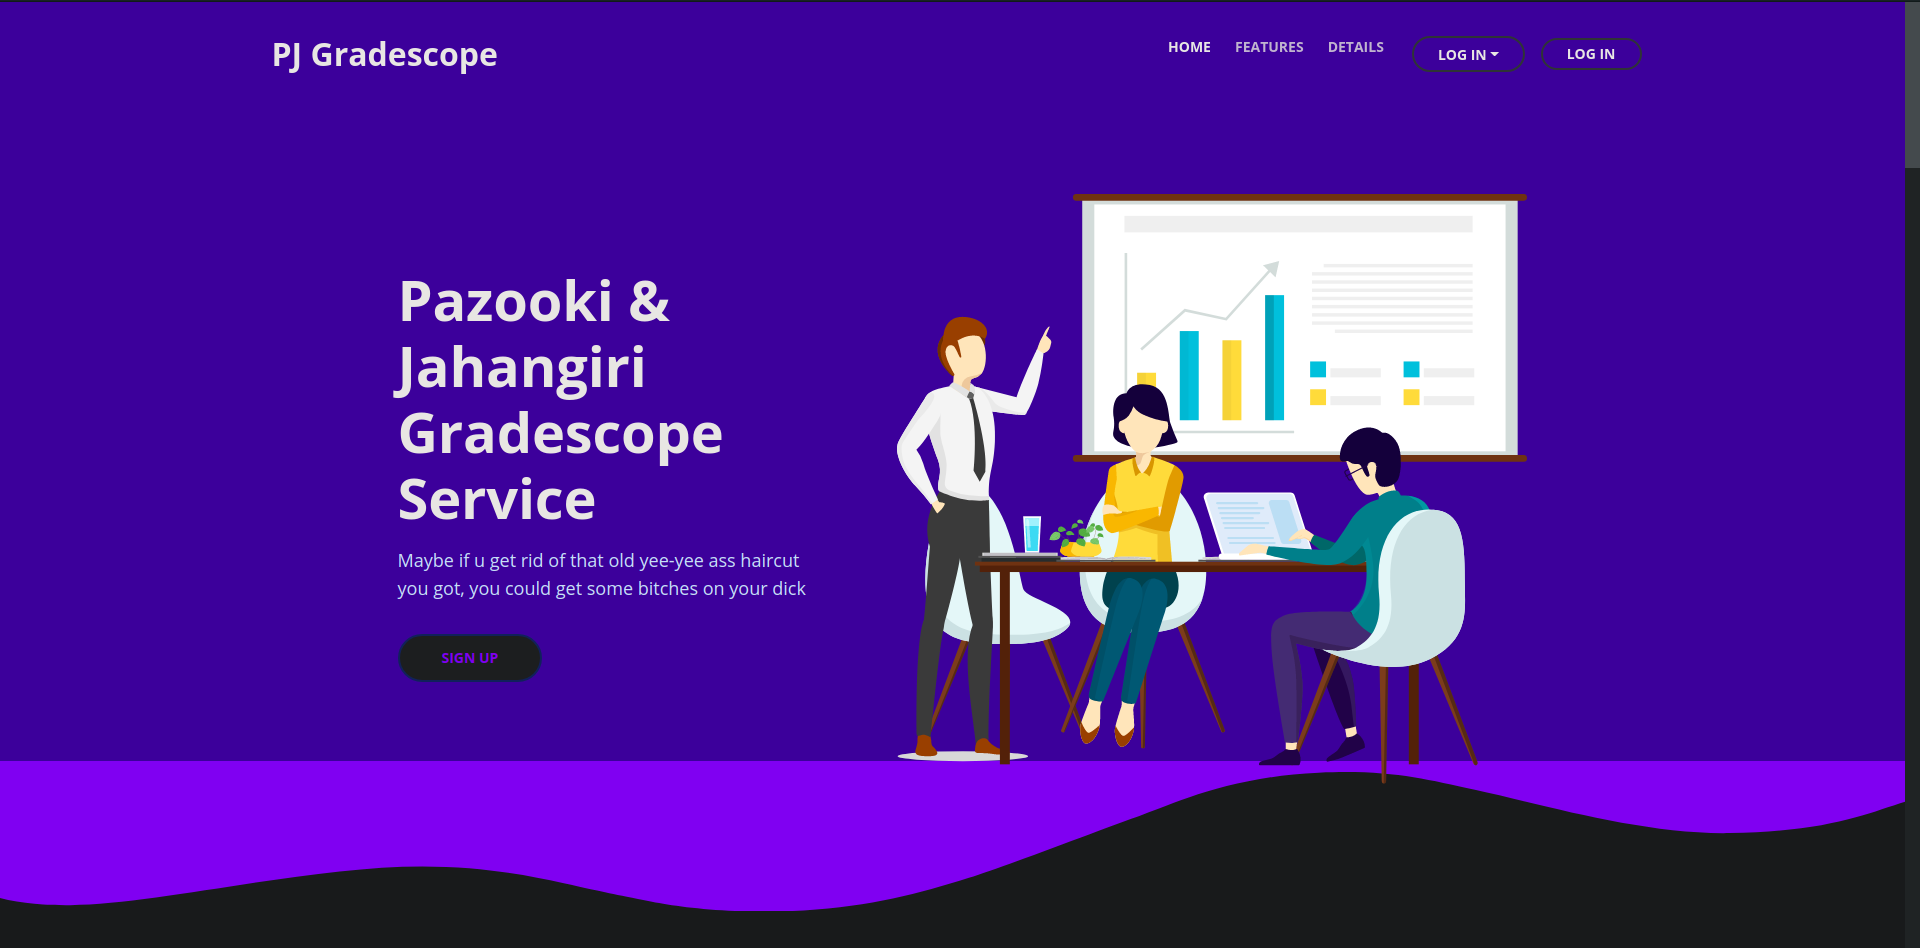 PJ Gradescope
HOME
FEATURES
DETAILS
LOG IN
LOG IN
Pazooki &
Jahangiri
Gradescope
Service
Maybe if u get rid of that old yee-yee ass haircut
you got, you could get some bitches on your dick
SIGN UP